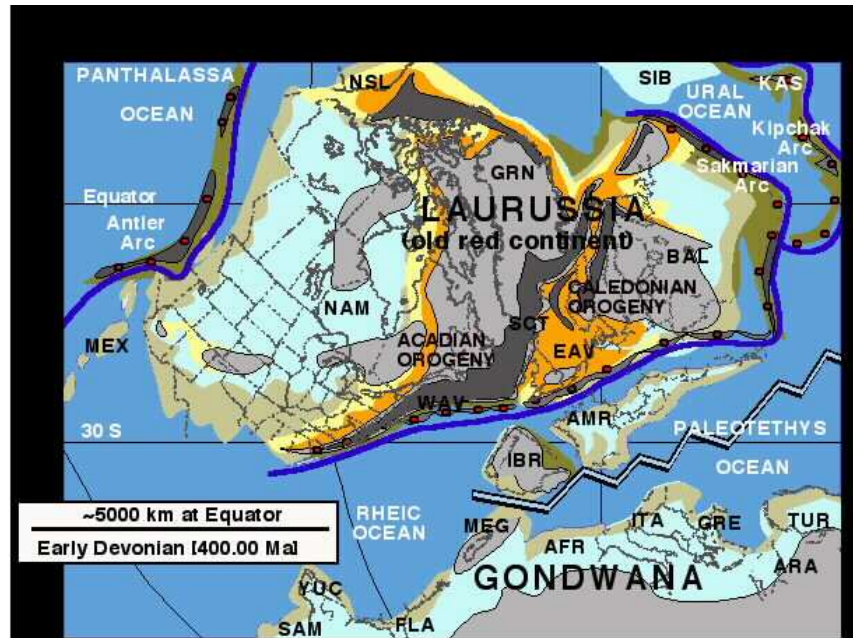 PANTHALASSA
OCEAN
NSL
SIB
URAL
OCEAN
KAS
Kipchak
Arc
Sakmarian
Arc
GRN
Equator
Antler
Arc
LAURUSSIA
(old red continent)
BAL
CALEDONIAN
OROGENY
NAM
SCT
MEX
ACADIAN
OROGENY
EAV
WAV
AMR
30 S
PALEOTETHYS
OCEAN
IBR
~5000 km at Equator
Early Devonian [400.00 Ma]
RHEIC
OCEAN
MEG
ITA
GRE
TUR
AFR
GONDWANA
ARA
YUC
SAM
FLA